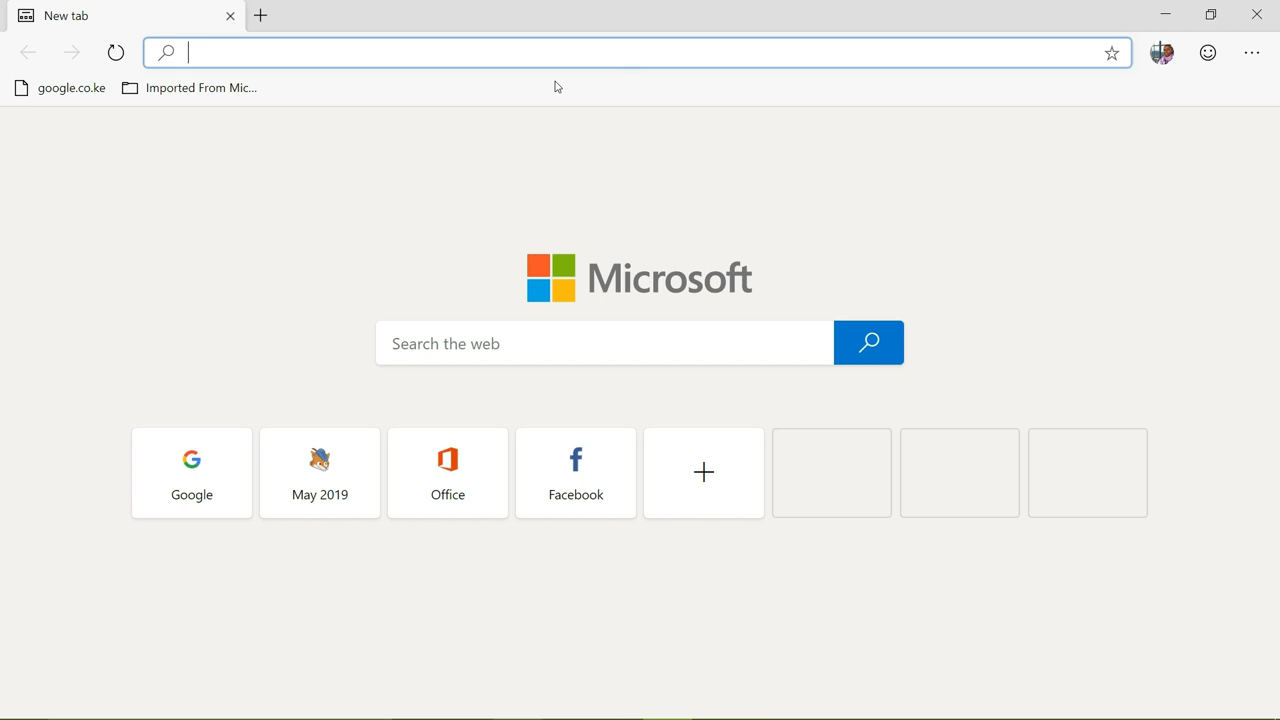 New tab
google.co.ke Imported From Mic...
Microsoft
Search the web
Google May 2019 Office Facebook